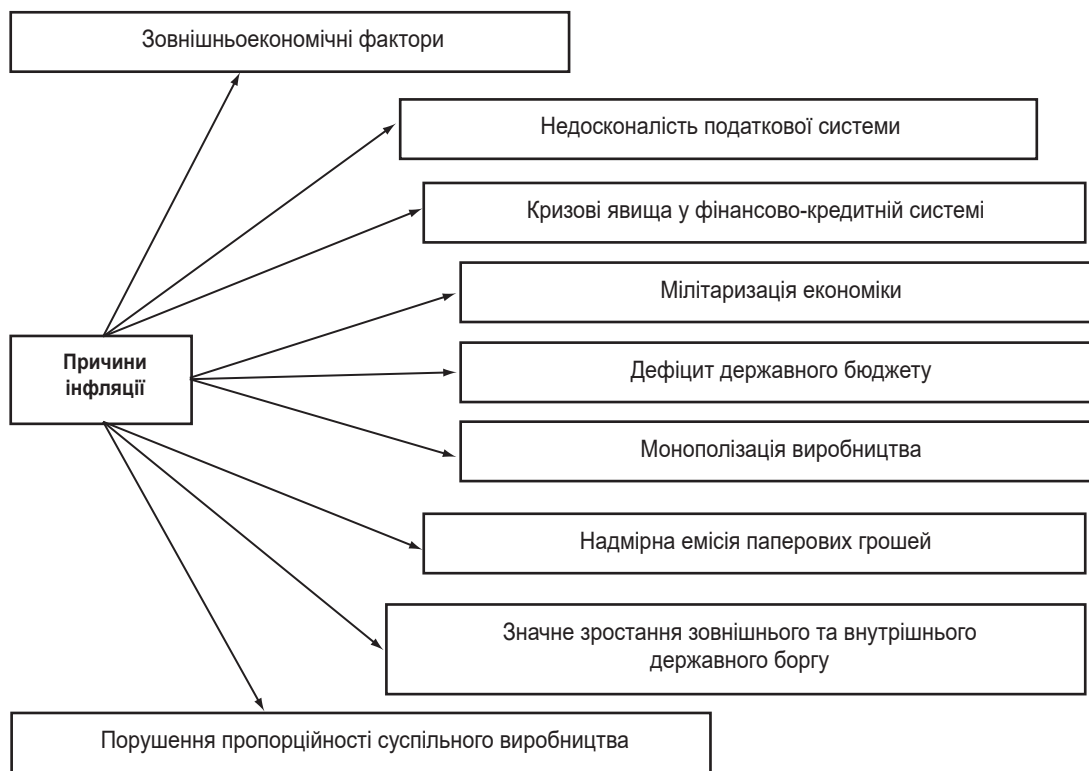 Зовнішньоекономічні фактори
Недосконалість податкової системи
Кризові явища у фінансово-кредитній системі
Мілітаризація економіки
Причини
інфляції
Дефіцит державного бюджету
Монополізація виробництва
Надмірна емісія паперових грошей
Значне зростання зовнішнього та внутрішнього
державного боргу
Порушення пропорційності суспільного виробництва